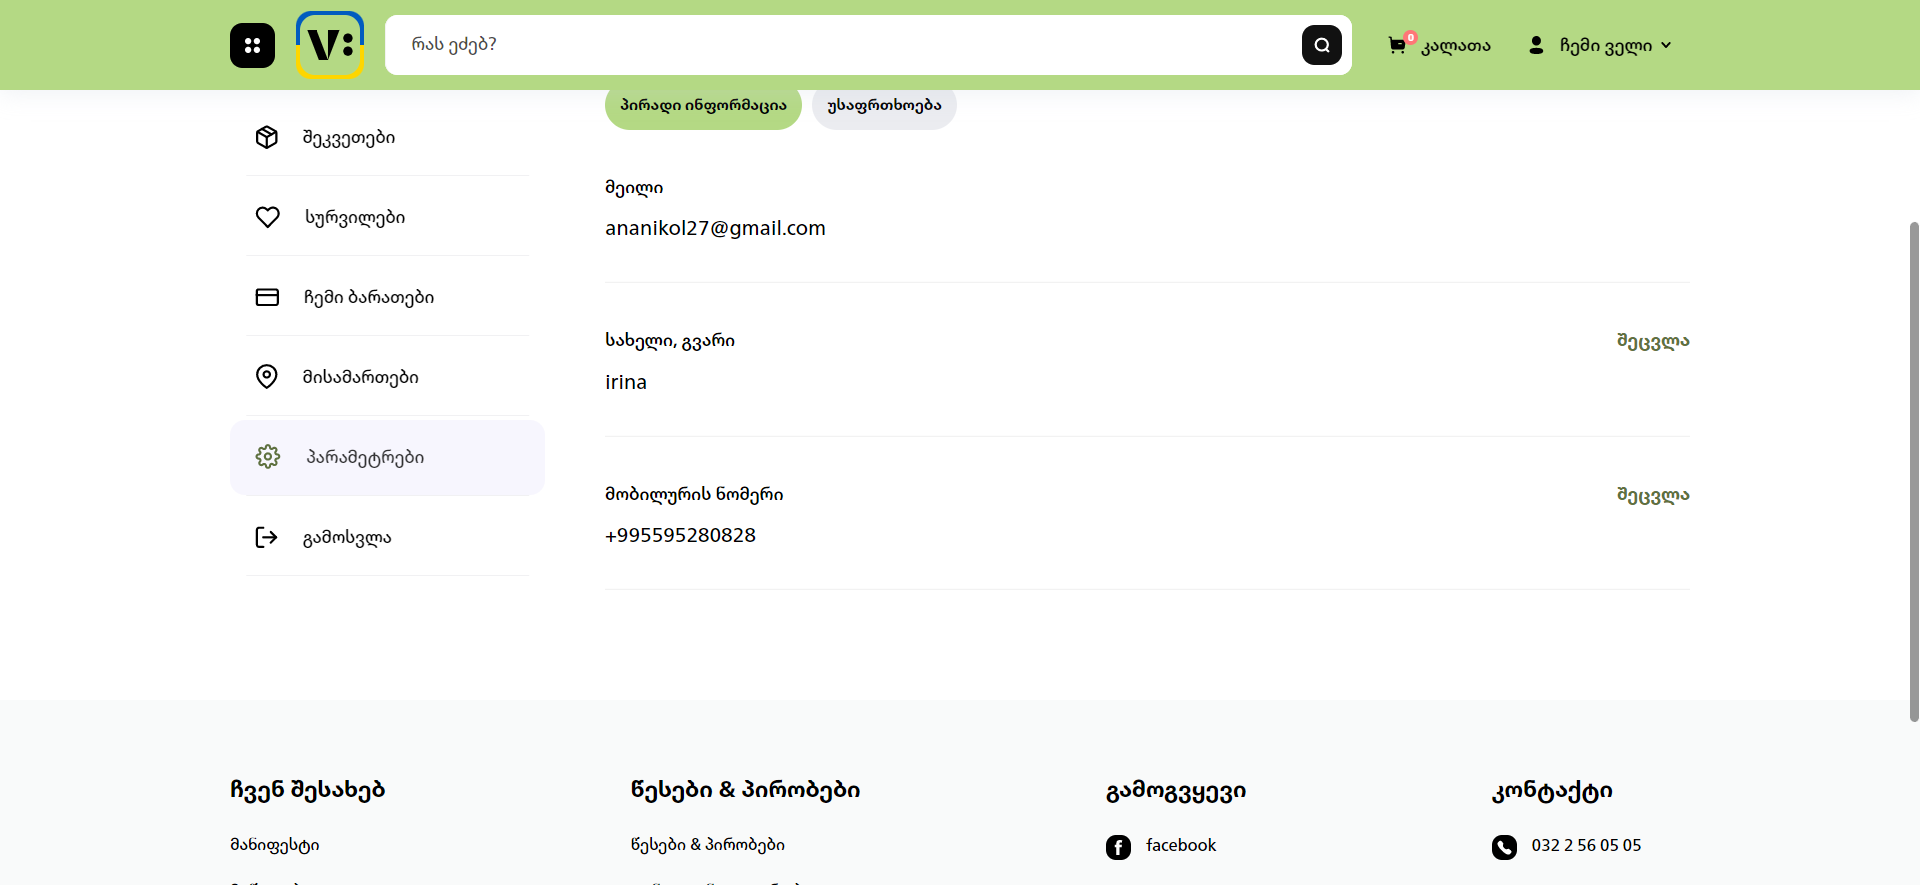 V:
რას ეძებ?
0
კალათა
ჩემი ველი
პირადი ინფორმაცია
უსაფრთხოება
შეკვეთები
სურვილები
ჩემი ბარათები
მისამართები
პარამეტრები
გამოსვლა
მეილი
ananikol27@gmail.com
სახელი, გვარი
შეცვლა
irina
მობილურის ნომერი
შეცვლა
+995595280828
ჩვენ შესახებ
მანიფესტი
წესები & პირობები
წესები & პირობები
გამოგვყევი
facebook
კონტაქტი
032 2 56 05 05